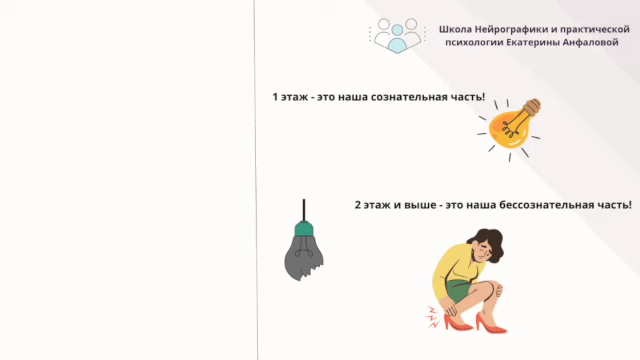 Школа Нейрографики и практической
психологии Екатерины Анфаловой
1 этаж - это наша сознательная часть!
2 этаж и выше - это наша бессознательная часть!